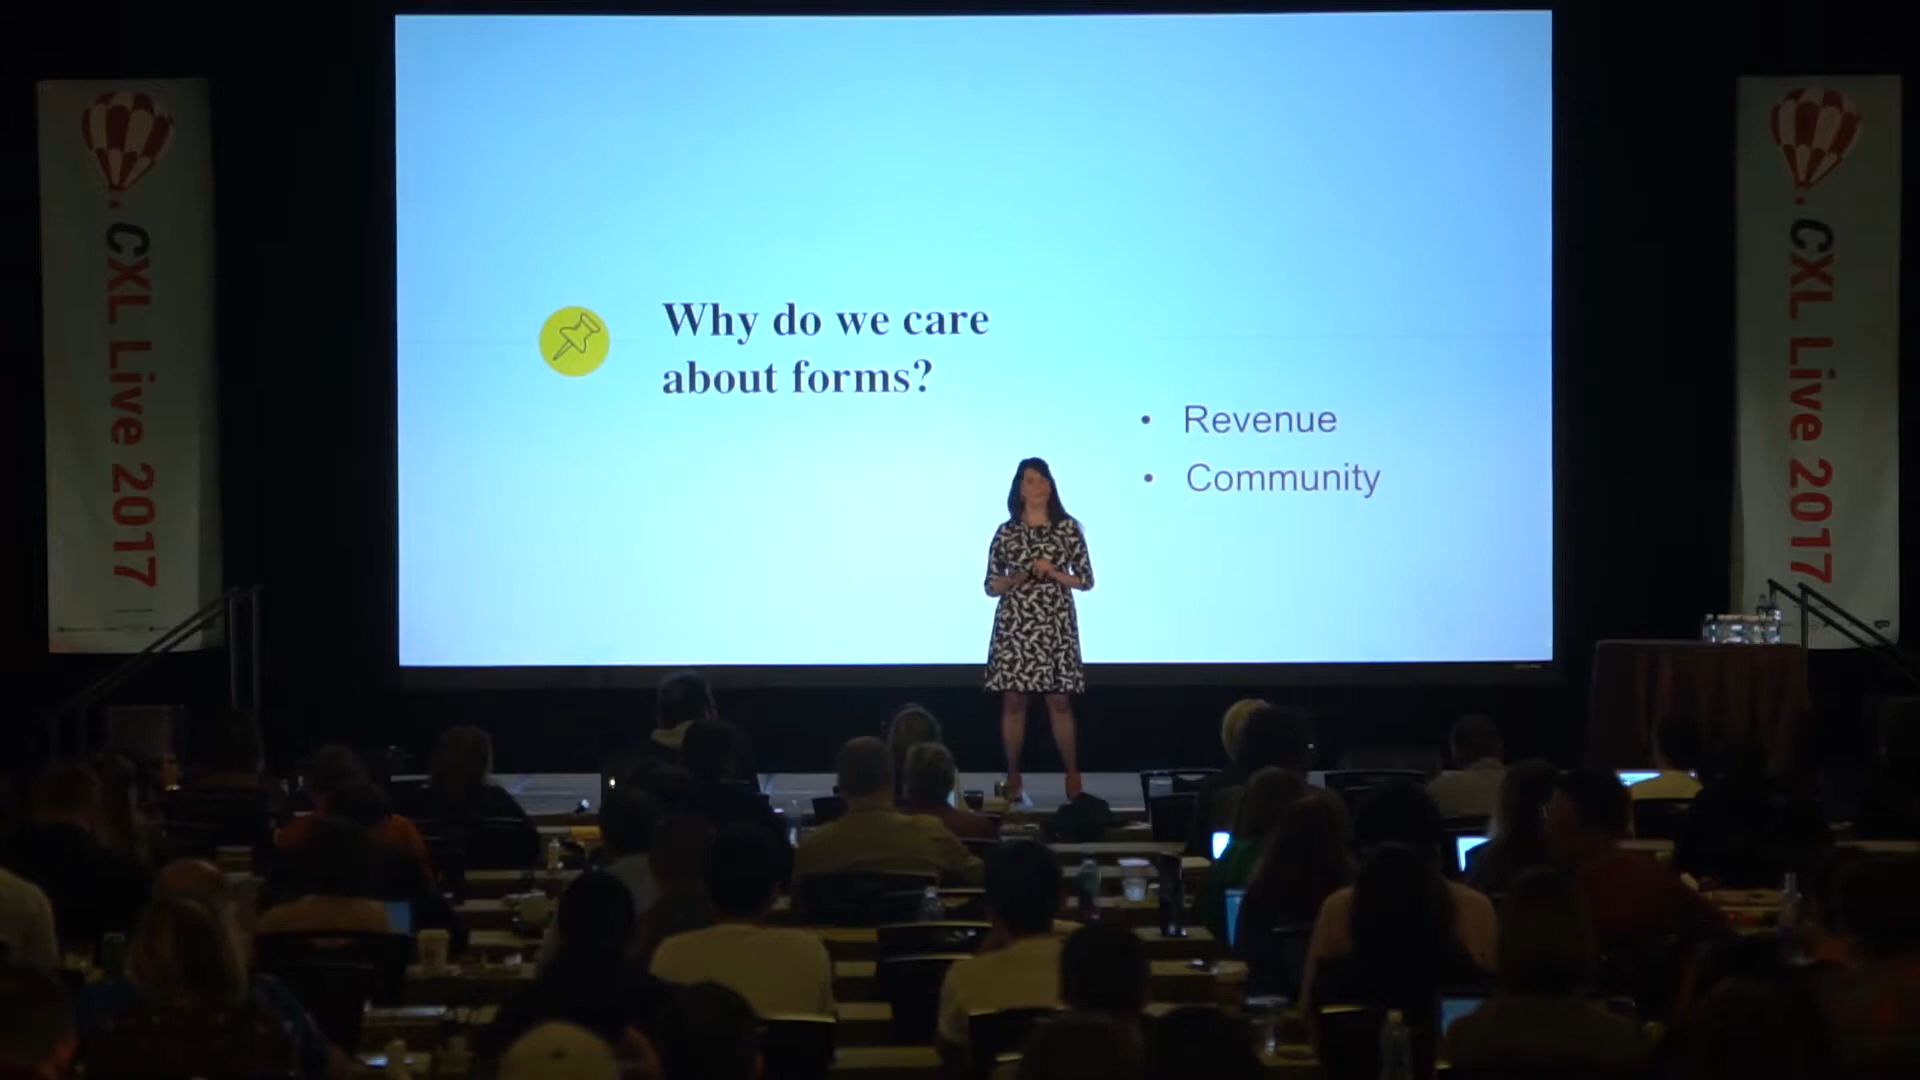 CXL Live 2017
Why do we care
about forms?
• Revenue
• Community
CXL Live 2017